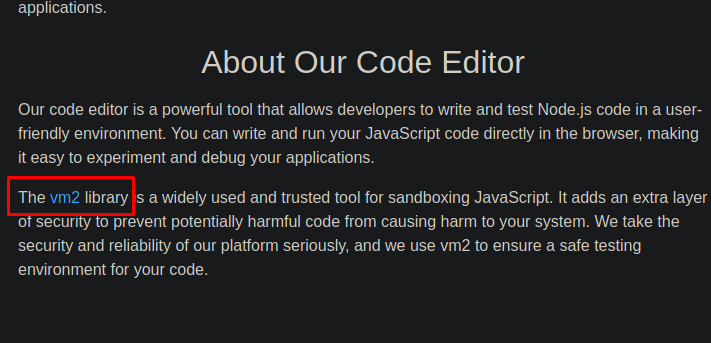 applications.
About Our Code Editor
Our code editor is a powerful tool that allows developers to write and test Node.js code in a user-
friendly environment. You can write and run your JavaScript code directly in the browser, making
it easy to experiment and debug your applications.
The vm2 library is a widely used and trusted tool for sandboxing JavaScript. It adds an extra layer
of security to prevent potentially harmful code from causing harm to your system. We take the
security and reliability of our platform seriously, and we use vm2 to ensure a safe testing
environment for your code.